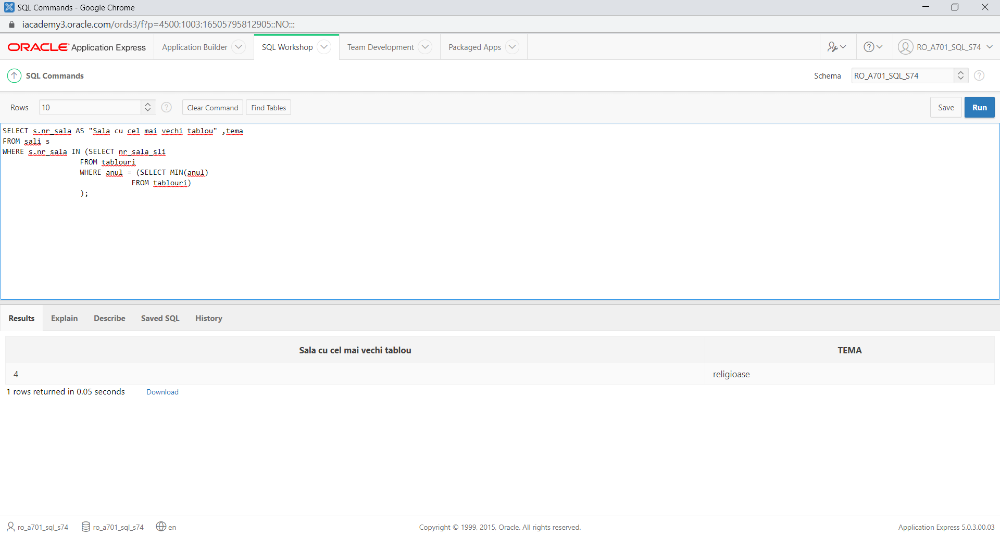 SQL Commands - Google Chrome
iacademy3.oracle.com/ords3/f?p=4500:1003:16505795812905::NO:::
ORACLE® Application Express Application Builder SQL Workshop Team Development Packaged Apps ? RO_A701_SQL_S74
SQL Commands Schema RO_A701_SQL_S74 ?
Rows 10 ? Clear Command Find Tables Save Run
SELECT s.nr_sala AS "Sala cu cel mai vechi tablou" ,tema
FROM sali s
WHERE s.nr_sala IN (SELECT nr_sala_sli
FROM tablouri
WHERE anul = (SELECT MIN(anul)
FROM tablouri)
);
Results Explain Describe Saved SQL History
Sala cu cel mai vechi tablou TEMA
4 religioase
1 rows returned in 0.05 seconds Download
ro_a701_sql_s74 ro_a701_sql_s74 en Copyright © 1999, 2015, Oracle. All rights reserved. Application Express 5.0.3.00.03